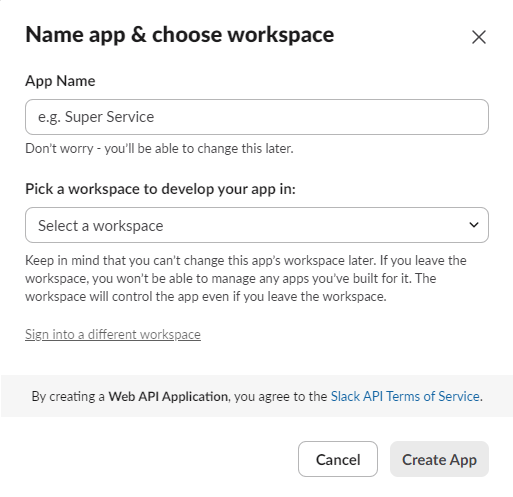 Name app & choose workspace
App Name
e.g. Super Service
Don't worry - you'll be able to change this later.
Pick a workspace to develop your app in:
Select a workspace
Keep in mind that you can't change this app's workspace later. If you leave the
workspace, you won't be able to manage any apps you've built for it. The
workspace will control the app even if you leave the workspace.
Sign into a different workspace
By creating a Web API Application, you agree to the Slack API Terms of Service.
Cancel
Create App